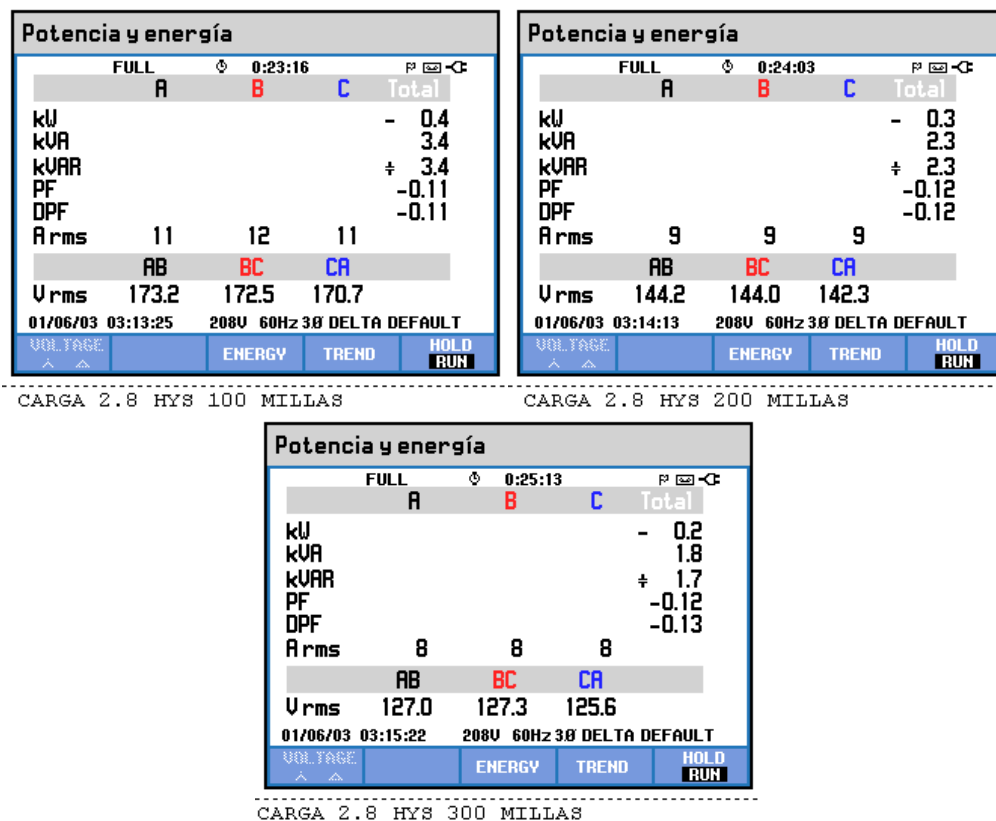 Potencia y energía
FULL 0:23:16
A B C Total
kW - 0.4
kVA 3.4
kVAR 3.4
PF -0.11
DPF -0.11
A rms 11 12 11
AB BC CA
V rms 173.2 172.5 170.7
01/06/03 03:13:25 208V 60Hz 3Ø DELTA DEFAULT
VOLTAGE ENERGY TREND HOLD
RUN
CARGA 2.8 HYS 100 MILLAS
Potencia y energía
FULL 0:24:03
A B C Total
kW - 0.3
kVA 2.3
kVAR 2.3
PF -0.12
DPF -0.12
A rms 9 9 9
AB BC CA
V rms 144.2 144.0 142.3
01/06/03 03:14:13 208V 60Hz 3Ø DELTA DEFAULT
VOLTAGE ENERGY TREND HOLD
RUN
CARGA 2.8 HYS 200 MILLAS
Potencia y energía
FULL 0:25:13
A B C Total
kW - 0.2
kVA 1.8
kVAR 1.7
PF -0.12
DPF -0.13
A rms 8 8 8
AB BC CA
V rms 127.0 127.3 125.6
01/06/03 03:15:22 208V 60Hz 3Ø DELTA DEFAULT
VOLTAGE ENERGY TREND HOLD
RUN
CARGA 2.8 HYS 300 MILLAS